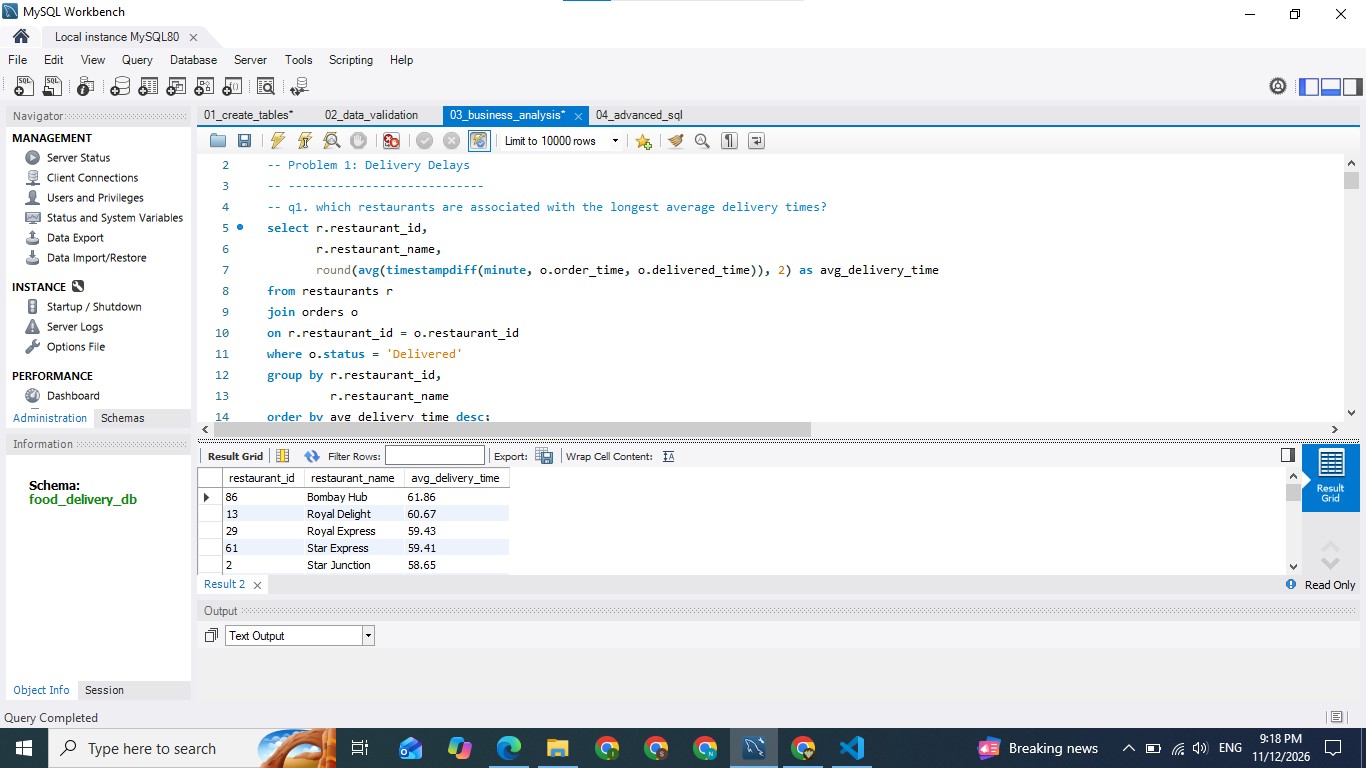 MySQL Workbench
Local instance MySQL80
File Edit View Query Database Server Tools Scripting Help
Navigator
MANAGEMENT
Server Status
Client Connections
Users and Privileges
Status and System Variables
Data Export
Data Import/Restore
INSTANCE
Startup / Shutdown
Server Logs
Options File
PERFORMANCE
Dashboard
Administration Schemas
Information
Schema:
food_delivery_db
Object Info Session
01_create_tables* 02_data_validation 03_business_analysis* 04_advanced_sql
Limit to 10000 rows
2 -- Problem 1: Delivery Delays
3 -- ----------------------------
4 -- q1. which restaurants are associated with the longest average delivery times?
5 select r.restaurant_id,
6 r.restaurant_name,
7 round(avg(timestampdiff(minute, o.order_time, o.delivered_time)), 2) as avg_delivery_time
8 from restaurants r
9 join orders o
10 on r.restaurant_id = o.restaurant_id
11 where o.status = 'Delivered'
12 group by r.restaurant_id,
13 r.restaurant_name
14 order by avg_delivery_time desc;
Result Grid Filter Rows: Export: Wrap Cell Content:
restaurant_id restaurant_name avg_delivery_time
86 Bombay Hub 61.86
13 Royal Delight 60.67
29 Royal Express 59.43
61 Star Express 59.41
2 Star Junction 58.65
Result Grid
Result 2
Read Only
Output
Text Output
Query Completed
Type here to search
Breaking news
ENG
9:18 PM
11/12/2026